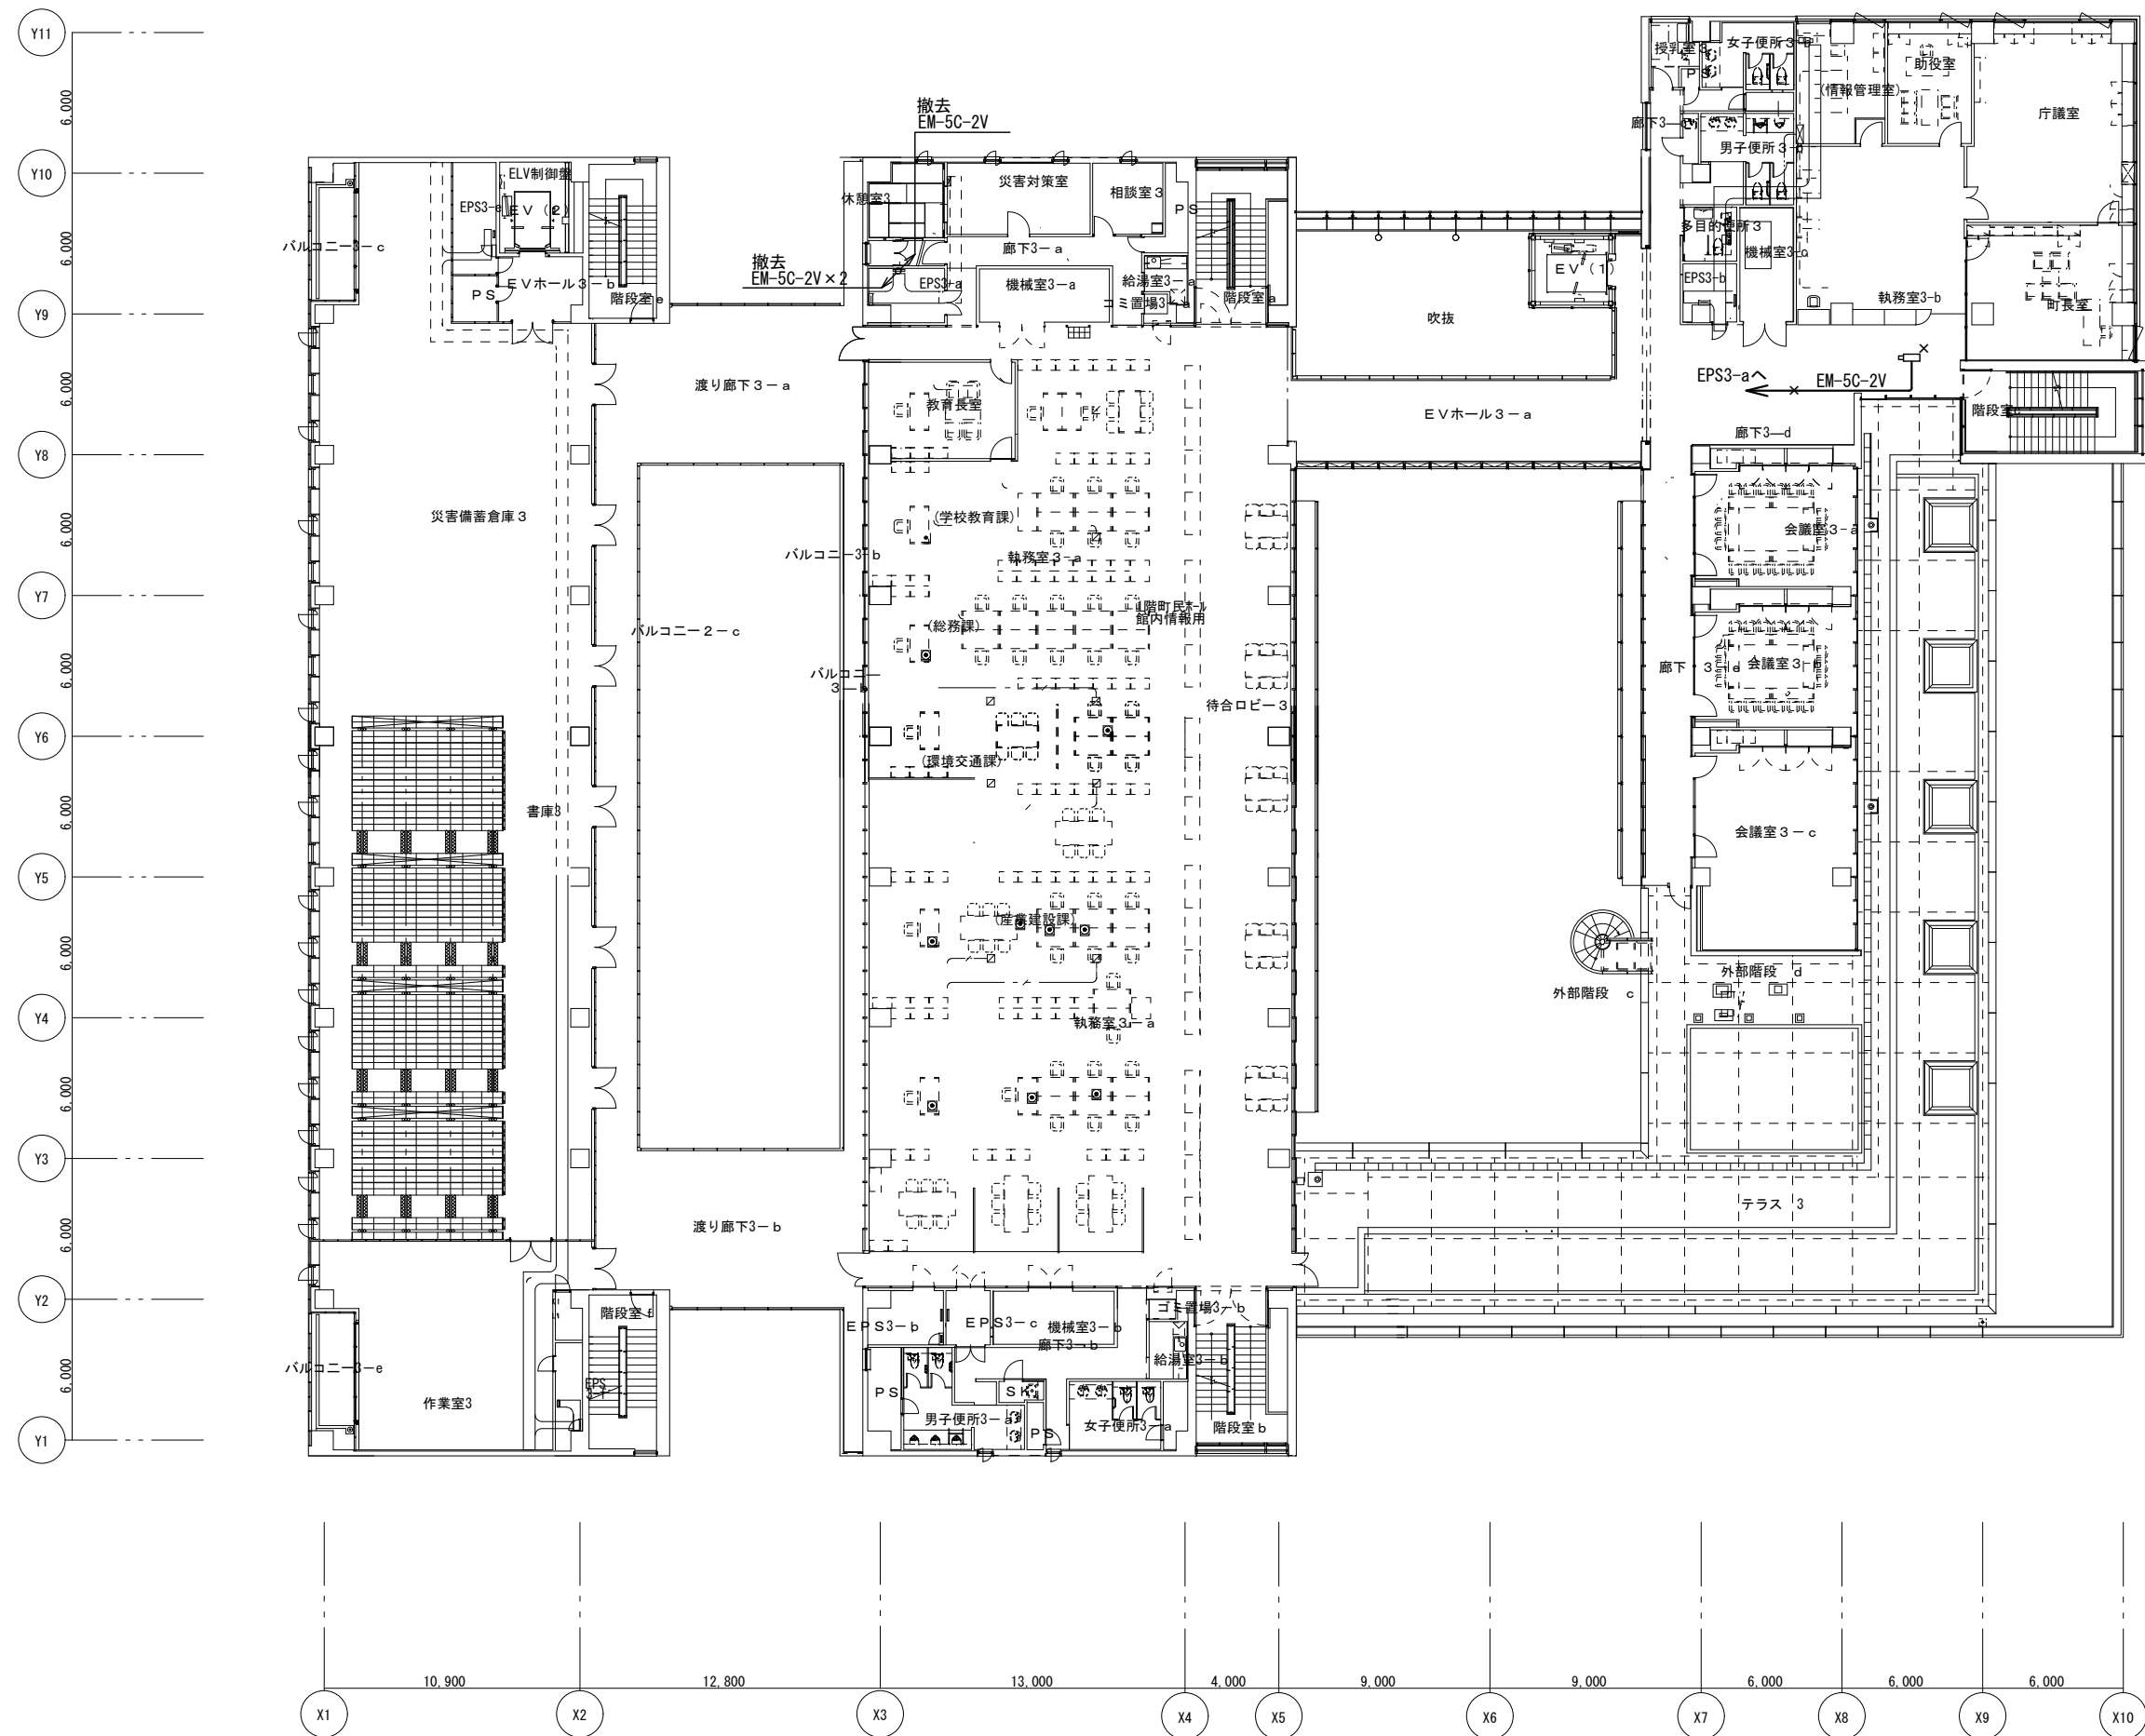 Y11
6,000
Y10
6,000
Y9
6,000
Y8
6,000
Y7
6,000
Y6
6,000
Y5
6,000
Y4
6,000
Y3
6,000
Y2
6,000
Y1
撤去
EM-5C-2V
撤去
EM-5C-2V×2
ELV制御盤
EPS3-e
EV（2）
バルコニー3-c
PS
EVホール3-b
階段室e
休憩室3
災害対策室
相談室3
PS
廊下3-a
EPS3-a
機械室3-a
給湯室3-a
ゴミ置場3-a
階段室a
授乳室3
女子便所3-b
PS
(情報管理室)
助役室
庁議室
男子便所3-b
多目的便所3
機械室3-c
EPS3-b
執務室3-b
町長室
EV（1）
吹抜
渡り廊下3-a
教育長室
EVホール3-a
EPS3-aへ
EM-5C-2V
階段室c
廊下3-d
災害備蓄倉庫3
(学校教育課)
バルコニー3-b
執務室3-a
会議室3-a
1階町民ホール
館内情報用
バルコニー2-c
(総務課)
バルコニー
3-b
廊下 3-e
会議室3-b
待合ロビー3
(環境交通課)
書庫3
会議室3-c
(産業建設課)
外部階段 d
外部階段 c
執務室3-a
テラス 3
渡り廊下3-b
階段室f
EPS3-b
EPS3-c
機械室3-b
廊下3-b
ゴミ置場3-b
給湯室3-b
バルコニー3-e
作業室3
EPS
PS
SK
男子便所3-a
PS
女子便所3-a
階段室b
10,900
12,800
13,000
4,000
9,000
9,000
6,000
6,000
6,000
X1
X2
X3
X4
X5
X6
X7
X8
X9
X10